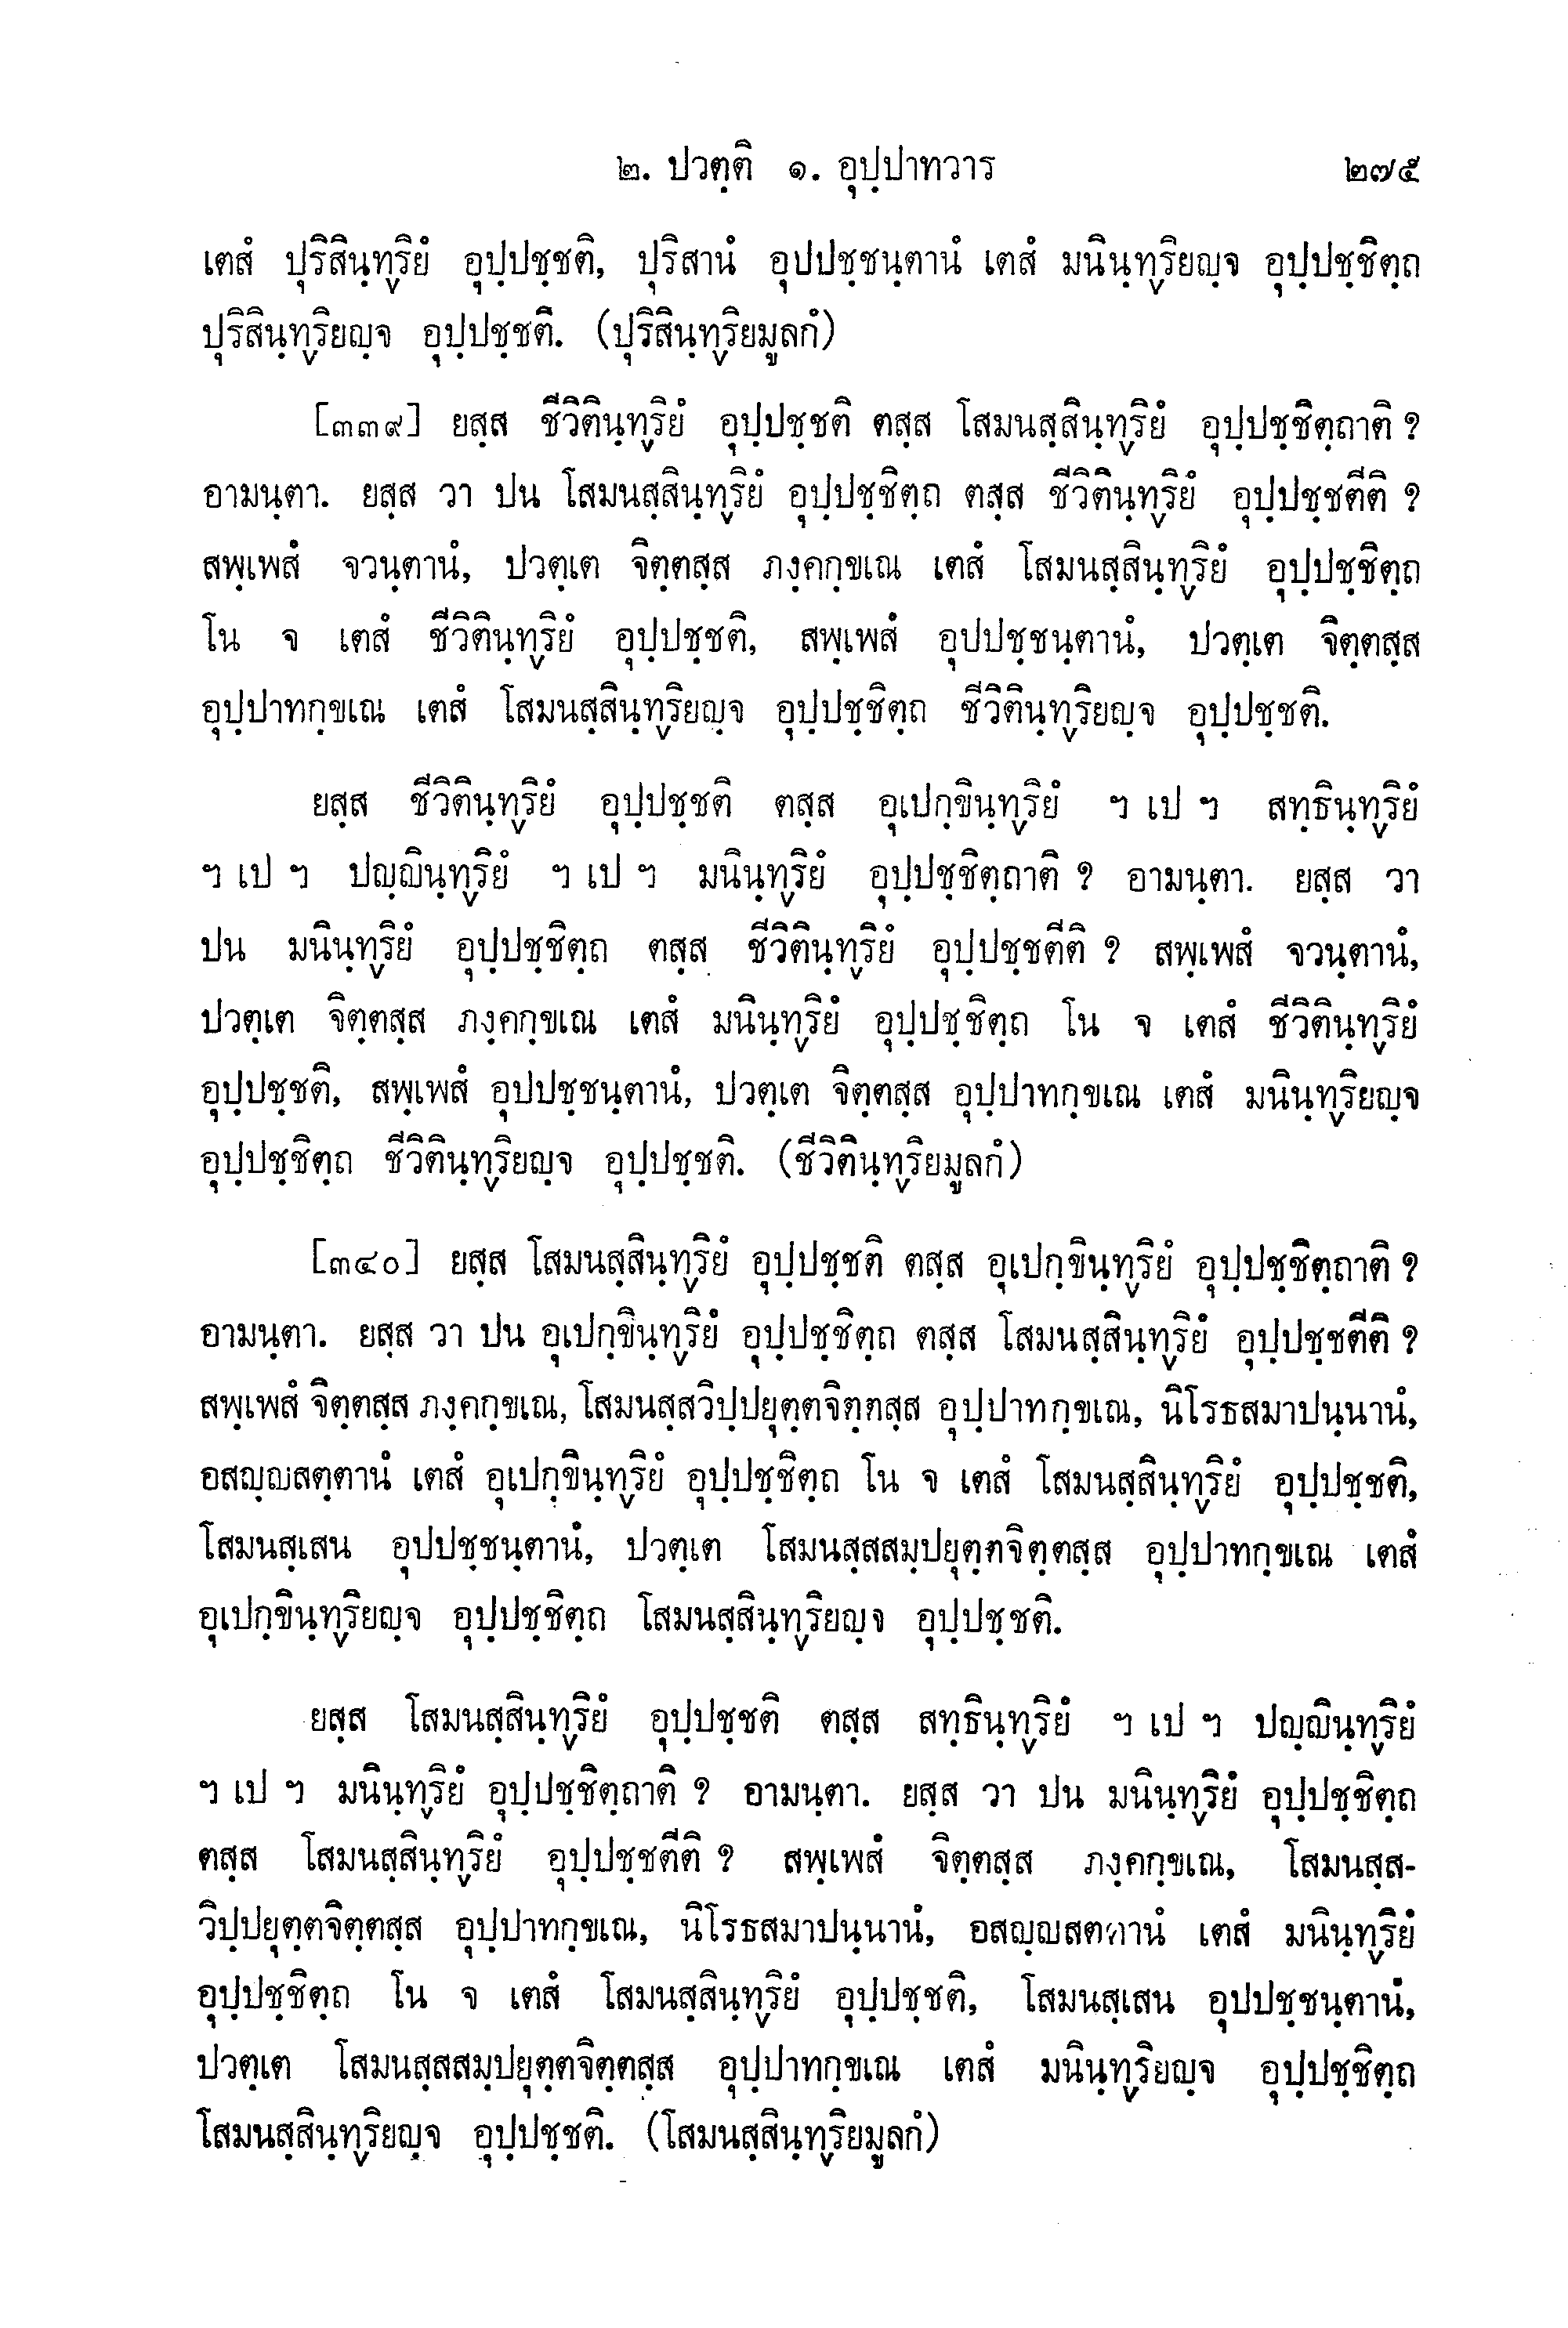 ๒. ปวตฺติ ๑. อุปฺปาทวาร ๒๗๕
เตสํ ปุริสินฺทฺริยํ อุปฺปชฺชติ, ปุริสานํ อุปปชฺชนฺตานํ เตสํ มนินฺทฺริยญฺจ อุปฺปชฺชิตฺถ
ปุริสินฺทฺริยญฺจ อุปฺปชฺชติ. (ปุริสินฺทฺริยมูลกํ)
[๓๓๙] ยสฺส ชีวิตินฺทฺริยํ อุปฺปชฺชติ ตสฺส โสมนสฺสินฺทฺริยํ อุปฺปชฺชิตฺถาติ ?
อามนฺตา. ยสฺส วา ปน โสมนสฺสินฺทฺริยํ อุปฺปชฺชิตฺถ ตสฺส ชีวิตินฺทฺริยํ อุปฺปชฺชตีติ ?
สพฺเพสํ จวนฺตานํ, ปวตฺเต จิตฺตสฺส ภงฺคกฺขเณ เตสํ โสมนสฺสินฺทฺริยํ อุปฺปชฺชิตฺถ
โน จ เตสํ ชีวิตินฺทฺริยํ อุปฺปชฺชติ, สพฺเพสํ อุปปชฺชนฺตานํ, ปวตฺเต จิตฺตสฺส
อุปฺปาทกฺขเณ เตสํ โสมนสฺสินฺทฺริยญฺจ อุปฺปชฺชิตฺถ ชีวิตินฺทฺริยญฺจ อุปฺปชฺชติ.
ยสฺส ชีวิตินฺทฺริยํ อุปฺปชฺชติ ตสฺส อุเปกฺขินฺทฺริยํ ฯ เป ฯ สทฺธินฺทฺริยํ
ฯ เป ฯ ปญฺญินฺทฺริยํ ฯ เป ฯ มนินฺทฺริยํ อุปฺปชฺชิตฺถาติ ? อามนฺตา. ยสฺส วา
ปน มนินฺทฺริยํ อุปฺปชฺชิตฺถ ตสฺส ชีวิตินฺทฺริยํ อุปฺปชฺชตีติ ? สพฺเพสํ จวนฺตานํ,
ปวตฺเต จิตฺตสฺส ภงฺคกฺขเณ เตสํ มนินฺทฺริยํ อุปฺปชฺชิตฺถ โน จ เตสํ ชีวิตินฺทฺริยํ
อุปฺปชฺชติ, สพฺเพสํ อุปปชฺชนฺตานํ, ปวตฺเต จิตฺตสฺส อุปฺปาทกฺขเณ เตสํ มนินฺทฺริยญฺจ
อุปฺปชฺชิตฺถ ชีวิตินฺทฺริยญฺจ อุปฺปชฺชติ. (ชีวิตินฺทฺริยมูลกํ)
[๓๔๐] ยสฺส โสมนสฺสินฺทฺริยํ อุปฺปชฺชติ ตสฺส อุเปกฺขินฺทฺริยํ อุปฺปชฺชิตฺถาติ ?
อามนฺตา. ยสฺส วา ปน อุเปกฺขินฺทฺริยํ อุปฺปชฺชิตฺถ ตสฺส โสมนสฺสินฺทฺริยํ อุปฺปชฺชตีติ ?
สพฺเพสํ จิตฺตสฺส ภงฺคกฺขเณ, โสมนสฺสวิปฺปยุตฺตจิตฺตสฺส อุปฺปาทกฺขเณ, นิโรธสมาปนฺนานํ,
อสญฺญสตฺตานํ เตสํ อุเปกฺขินฺทฺริยํ อุปฺปชฺชิตฺถ โน จ เตสํ โสมนสฺสินฺทฺริยํ อุปฺปชฺชติ,
โสมนสฺเสน อุปปชฺชนฺตานํ, ปวตฺเต โสมนสฺสสมฺปยุตฺตจิตฺตสฺส อุปฺปาทกฺขเณ เตสํ
อุเปกฺขินฺทฺริยญฺจ อุปฺปชฺชิตฺถ โสมนสฺสินฺทฺริยญฺจ อุปฺปชฺชติ.
ยสฺส โสมนสฺสินฺทฺริยํ อุปฺปชฺชติ ตสฺส สทฺธินฺทฺริยํ ฯ เป ฯ ปญฺญินฺทฺริยํ
ฯ เป ฯ มนินฺทฺริยํ อุปฺปชฺชิตฺถาติ ? อามนฺตา. ยสฺส วา ปน มนินฺทฺริยํ อุปฺปชฺชิตฺถ
ตสฺส โสมนสฺสินฺทฺริยํ อุปฺปชฺชตีติ ? สพฺเพสํ จิตฺตสฺส ภงฺคกฺขเณ, โสมนสฺส-
วิปฺปยุตฺตจิตฺตสฺส อุปฺปาทกฺขเณ, นิโรธสมาปนฺนานํ, อสญฺญสตฺตานํ เตสํ มนินฺทฺริยํ
อุปฺปชฺชิตฺถ โน จ เตสํ โสมนสฺสินฺทฺริยํ อุปฺปชฺชติ, โสมนสฺเสน อุปปชฺชนฺตานํ,
ปวตฺเต โสมนสฺสสมฺปยุตฺตจิตฺตสฺส อุปฺปาทกฺขเณ เตสํ มนินฺทฺริยญฺจ อุปฺปชฺชิตฺถ
โสมนสฺสินฺทฺริยญฺจ อุปฺปชฺชติ. (โสมนสฺสินฺทฺริยมูลกํ)